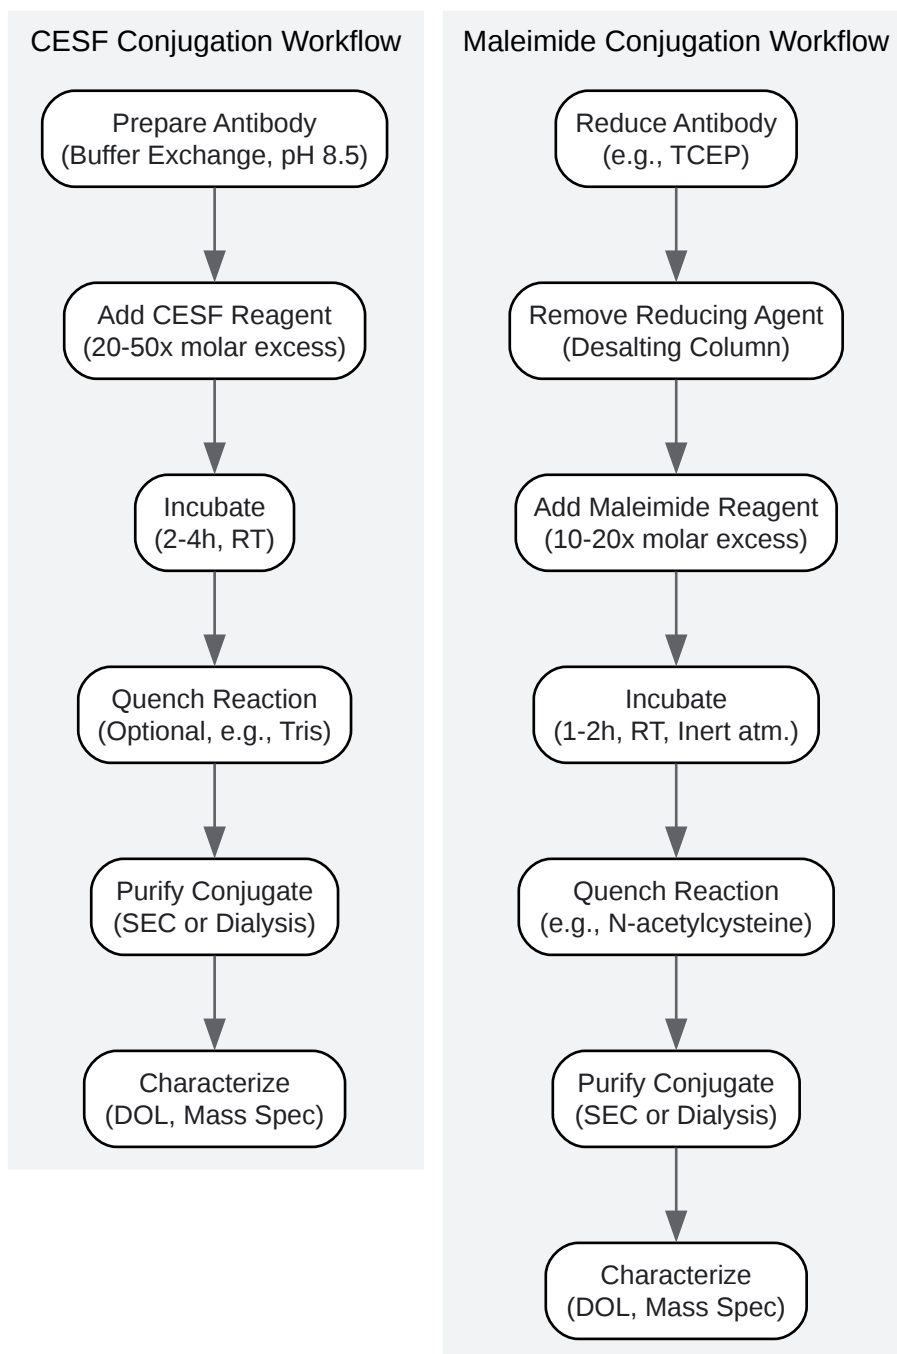 CESF Conjugation Workflow
Prepare Antibody
(Buffer Exchange, pH 8.5)
Add CESF Reagent
(20-50x molar excess)
Incubate
(2-4h, RT)
Quench Reaction
(Optional, e.g., Tris)
Purify Conjugate
(SEC or Dialysis)
Characterize
(DOL, Mass Spec)
Maleimide Conjugation Workflow
Reduce Antibody
(e.g., TCEP)
Remove Reducing Agent
(Desalting Column)
Add Maleimide Reagent
(10-20x molar excess)
Incubate
(1-2h, RT, Inert atm.)
Quench Reaction
(e.g., N-acetylcysteine)
Purify Conjugate
(SEC or Dialysis)
Characterize
(DOL, Mass Spec)